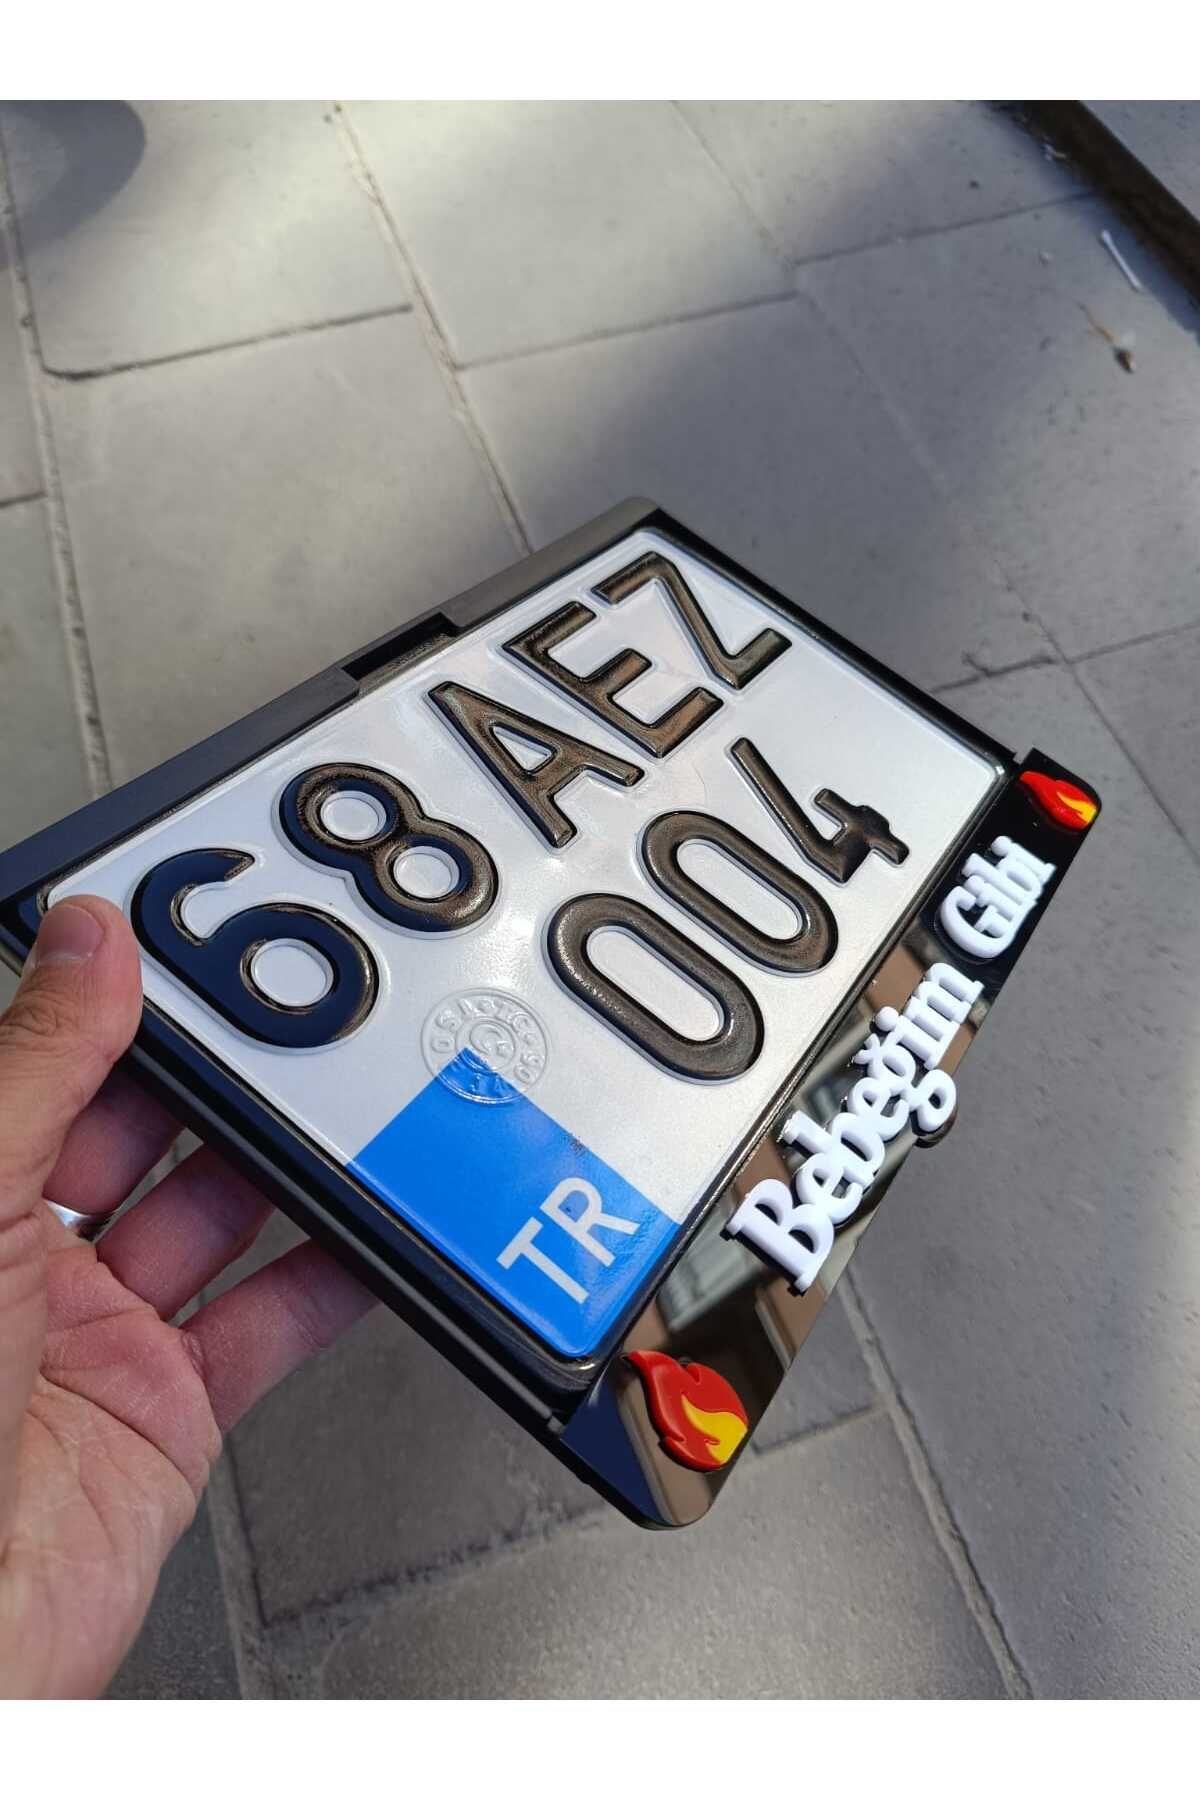 68 AEZ
004
TR
Bebeğim Gibi